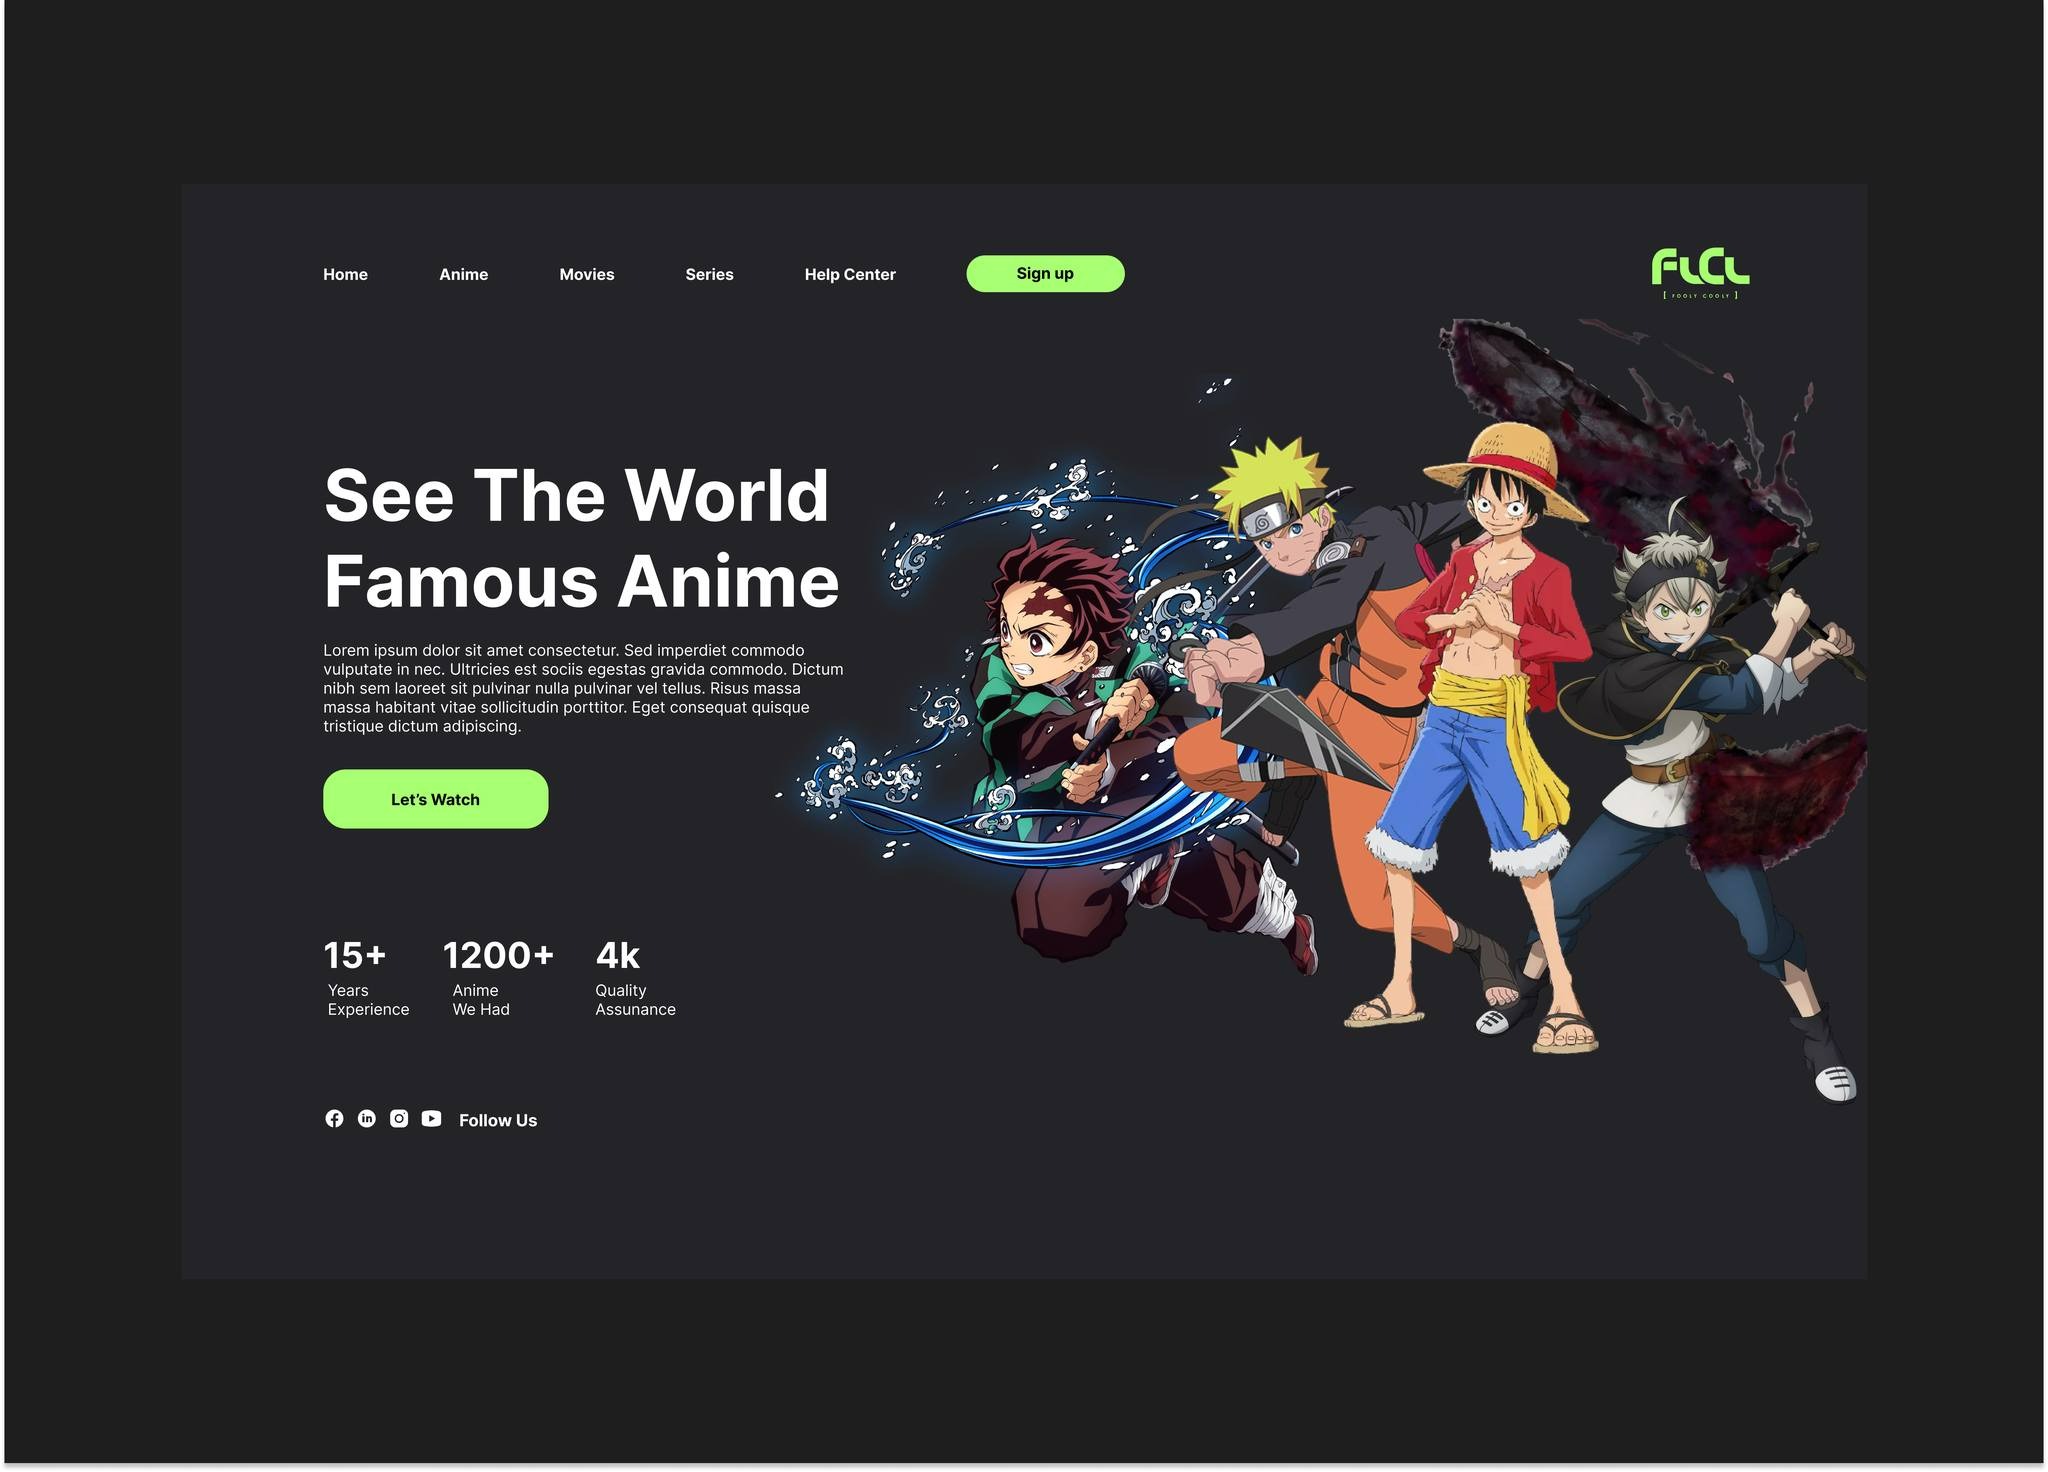 Home Anime Movies Series Help Center Sign up
FLCL
[ FOOLY COOLY ]
See The World
Famous Anime
Lorem ipsum dolor sit amet consectetur. Sed imperdiet commodo
vulputate in nec. Ultricies est sociis egestas gravida commodo. Dictum
nibh sem laoreet sit pulvinar nulla pulvinar vel tellus. Risus massa
massa habitant vitae sollicitudin porttitor. Eget consequat quisque
tristique dictum adipiscing.
Let’s Watch
15+ 1200+ 4k
Years Anime Quality
Experience We Had Assunance
Follow Us